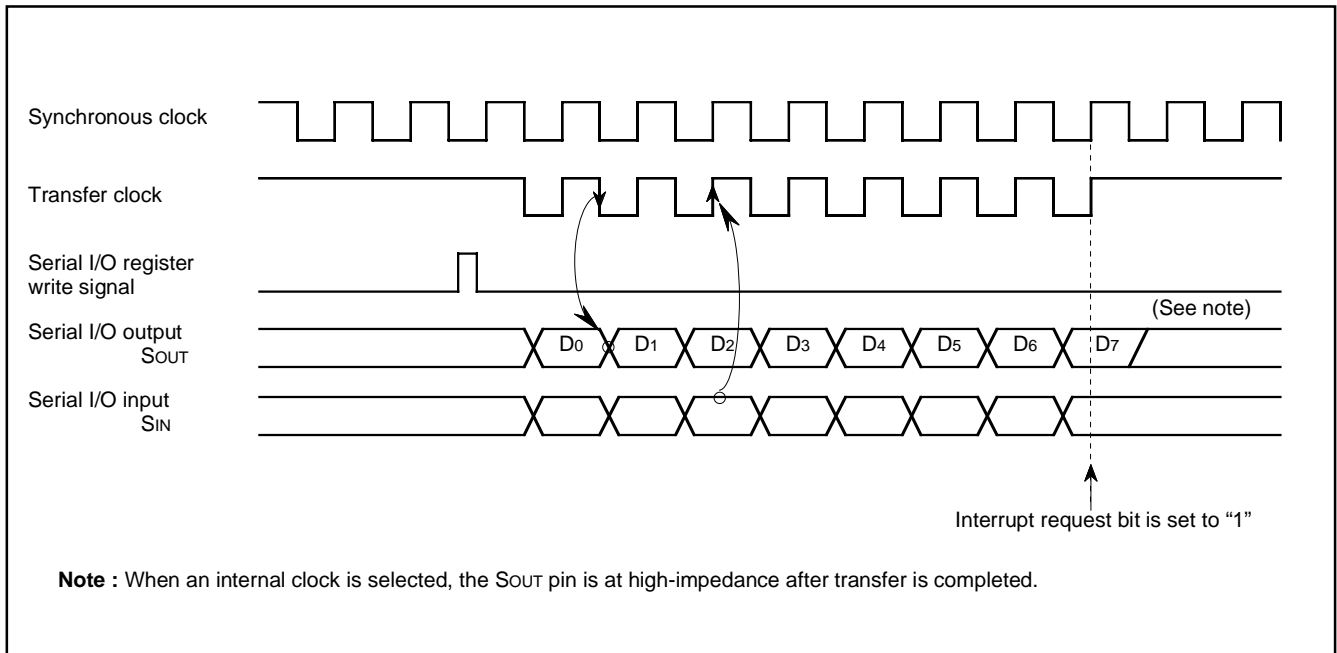 Synchronous clock
Transfer clock
Serial I/O register
write signal
(See note)
Serial I/O output
SOUT
D0 D1 D2 D3 D4 D5 D6 D7
Serial I/O input
SIN
Interrupt request bit is set to “1”
Note : When an internal clock is selected, the SOUT pin is at high-impedance after transfer is completed.